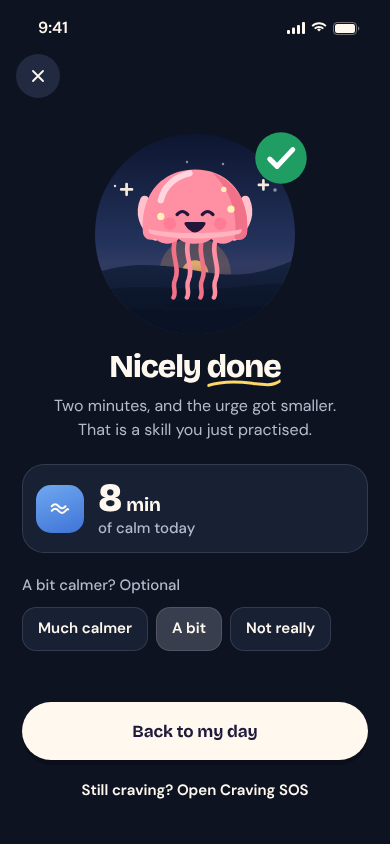 9:41
Nicely done
Two minutes, and the urge got smaller.
That is a skill you just practised.
8 min
of calm today
A bit calmer? Optional
Much calmer
A bit
Not really
Back to my day
Still craving? Open Craving SOS